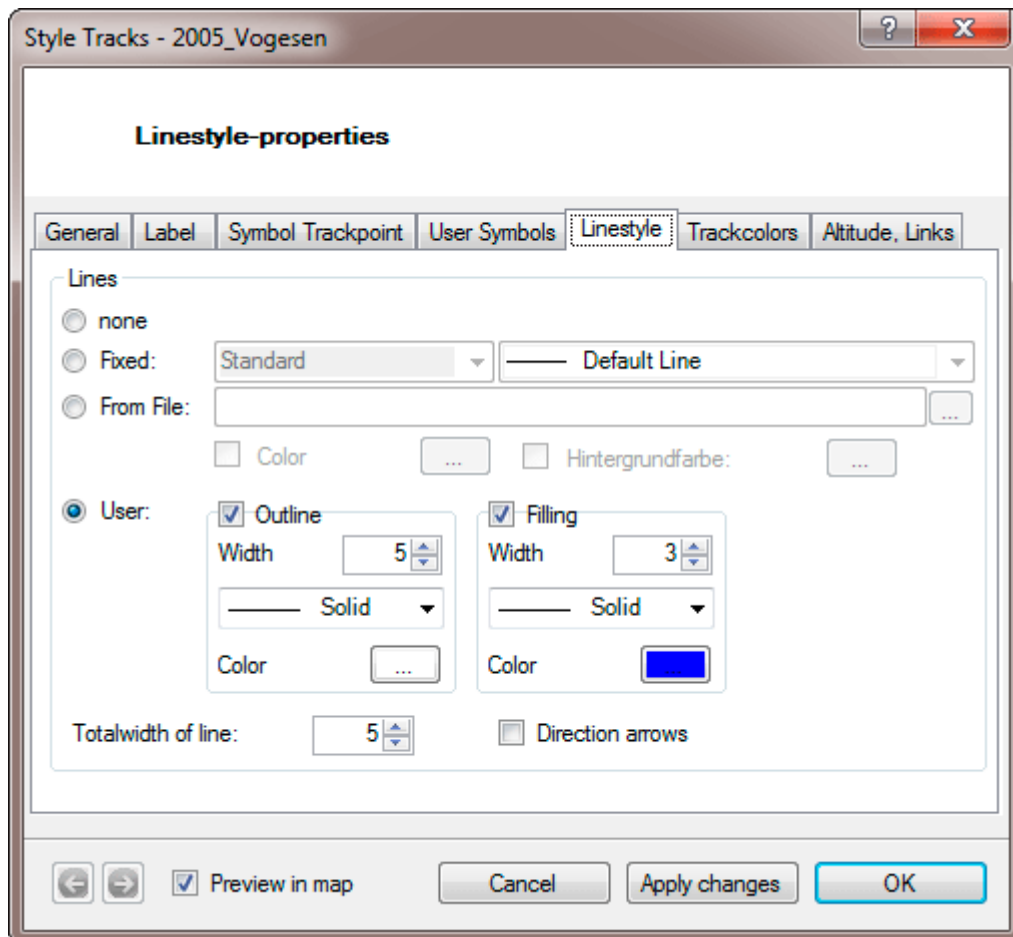 Style Tracks - 2005_Vogesen
?
Linestyle-properties
General Label Symbol Trackpoint User Symbols Linestyle Trackcolors Altitude, Links
Lines
none
Fixed: Standard Default Line
From File: ...
Color ... Hintergrundfarbe: ...
User: Outline Filling
Width 5 Width 3
Solid Solid
Color ... Color
Totalwidth of line: 5 Direction arrows
Preview in map Cancel Apply changes OK